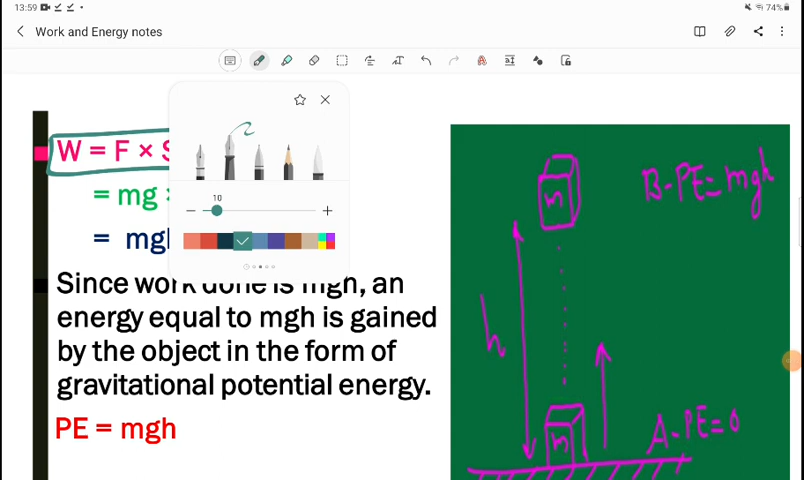 13:59
74%
Work and Energy notes
10
W = F × S
= mg ×
= mgh
Since work done is mgh, an
energy equal to mgh is gained
by the object in the form of
gravitational potential energy.
PE = mgh
B-PE=mgh
m
h
m
A-PE=0